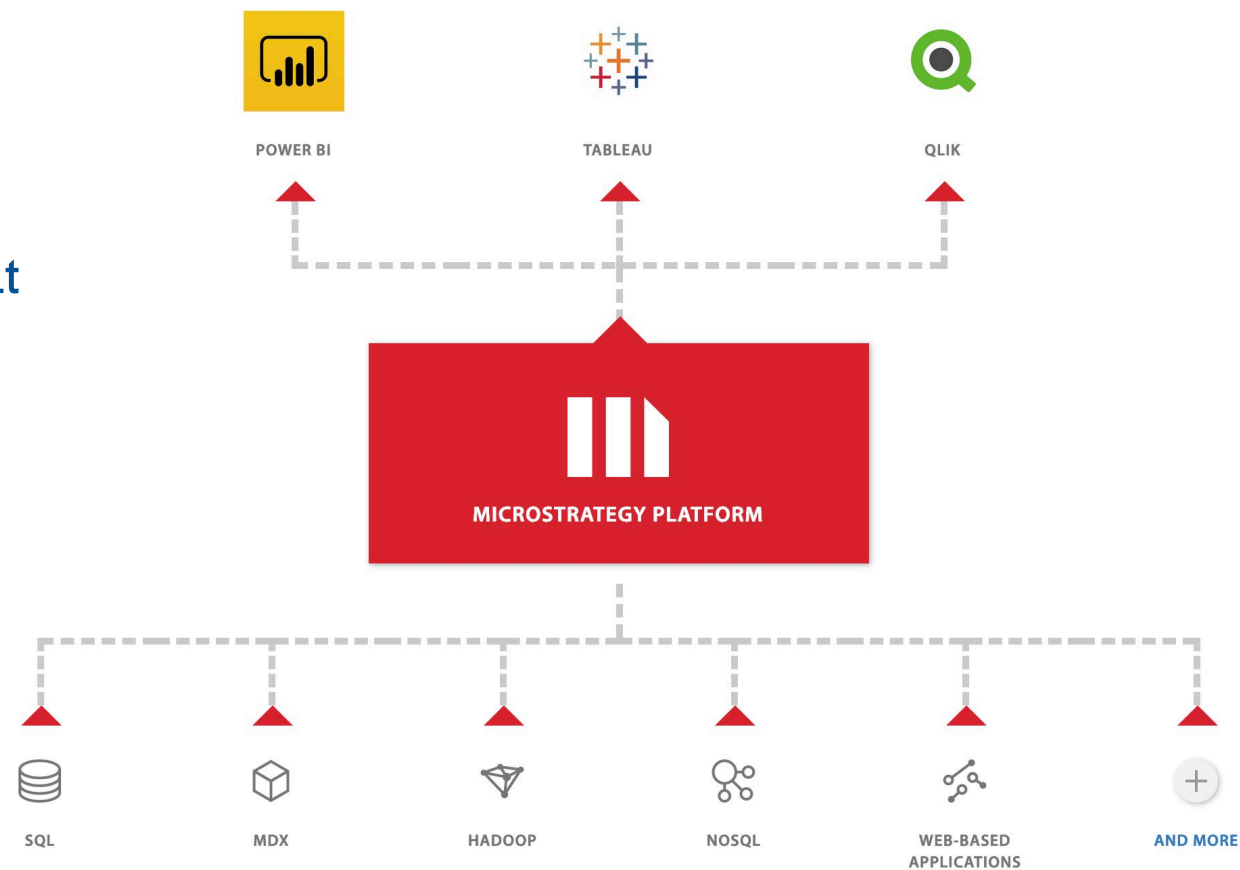 POWER BI
TABLEAU
QLIK
MICROSTRATEGY PLATFORM
SQL
MDX
HADOOP
NOSQL
WEB-BASED
APPLICATIONS
AND MORE